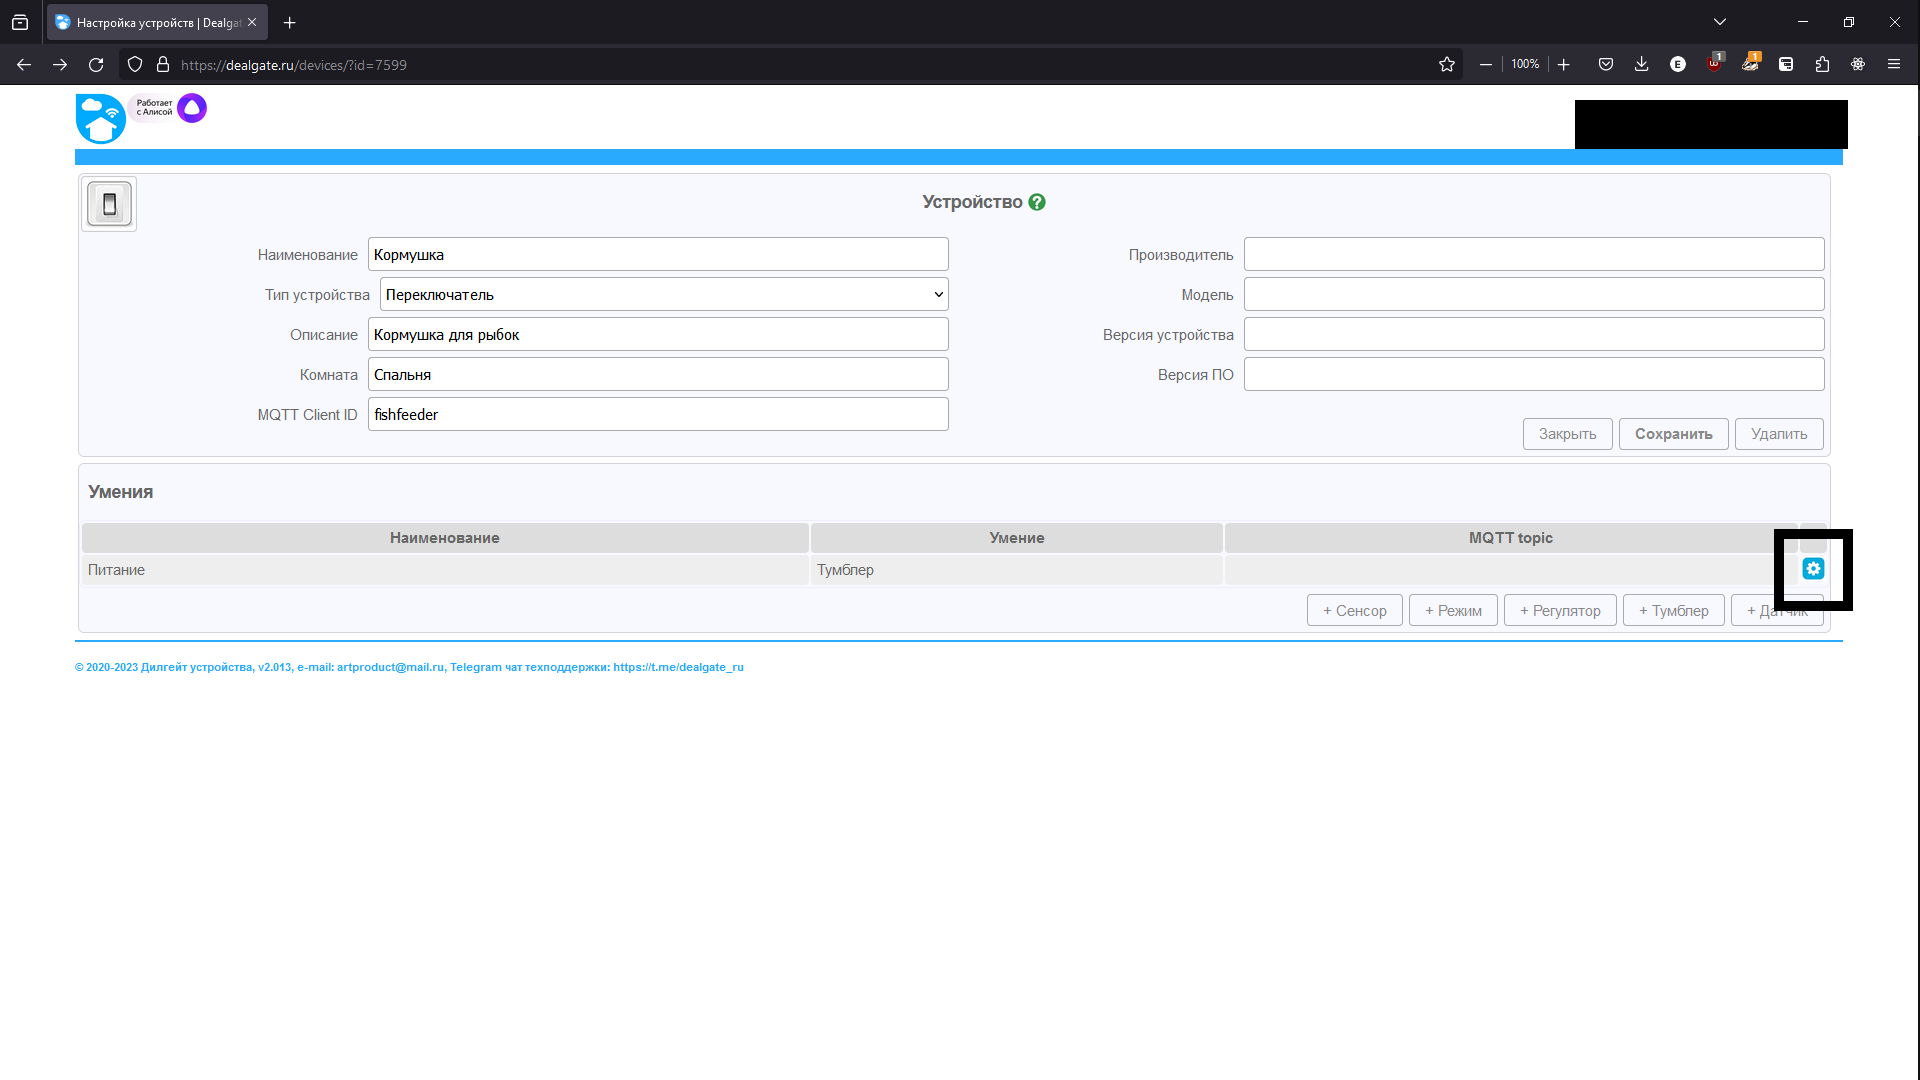 Настройка устройств | Dealga
https://dealgate.ru/devices/?id=7599
100%
E
1
1
Работает
с Алисой
Устройство
Наименование Кормушка
Производитель
Тип устройства Переключатель
Модель
Описание Кормушка для рыбок
Версия устройства
Комната Спальня
Версия ПО
MQTT Client ID fishfeeder
Закрыть Сохранить Удалить
Умения
Наименование Умение MQTT topic
Питание Тумблер
+ Сенсор + Режим + Регулятор + Тумблер + Датчик
© 2020-2023 Дилгейт устройства, v2.013, e-mail: artproduct@mail.ru, Telegram чат техподдержки: https://t.me/dealgate_ru